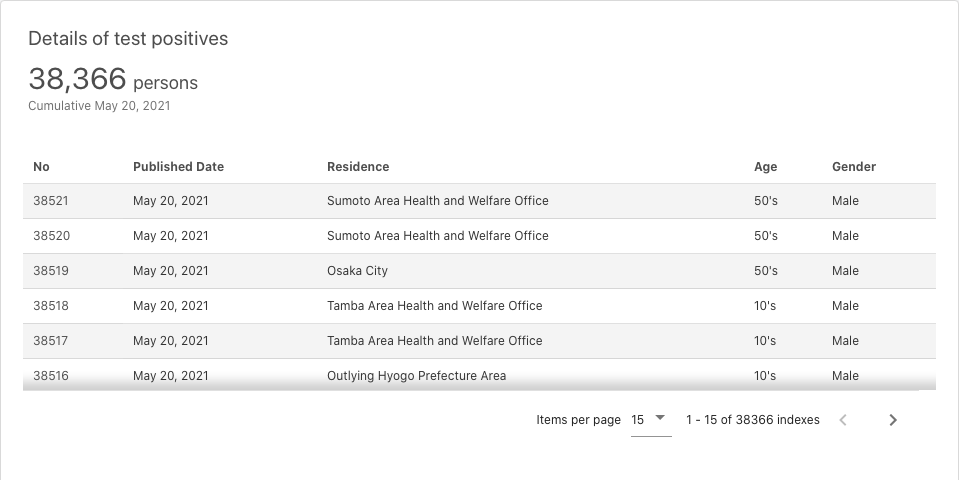 Details of test positives
38,366 persons
Cumulative May 20, 2021
No Published Date Residence Age Gender
38521 May 20, 2021 Sumoto Area Health and Welfare Office 50's Male
38520 May 20, 2021 Sumoto Area Health and Welfare Office 50's Male
38519 May 20, 2021 Osaka City 50's Male
38518 May 20, 2021 Tamba Area Health and Welfare Office 10's Male
38517 May 20, 2021 Tamba Area Health and Welfare Office 10's Male
38516 May 20, 2021 Outlying Hyogo Prefecture Area 10's Male
Items per page 15 1 - 15 of 38366 indexes